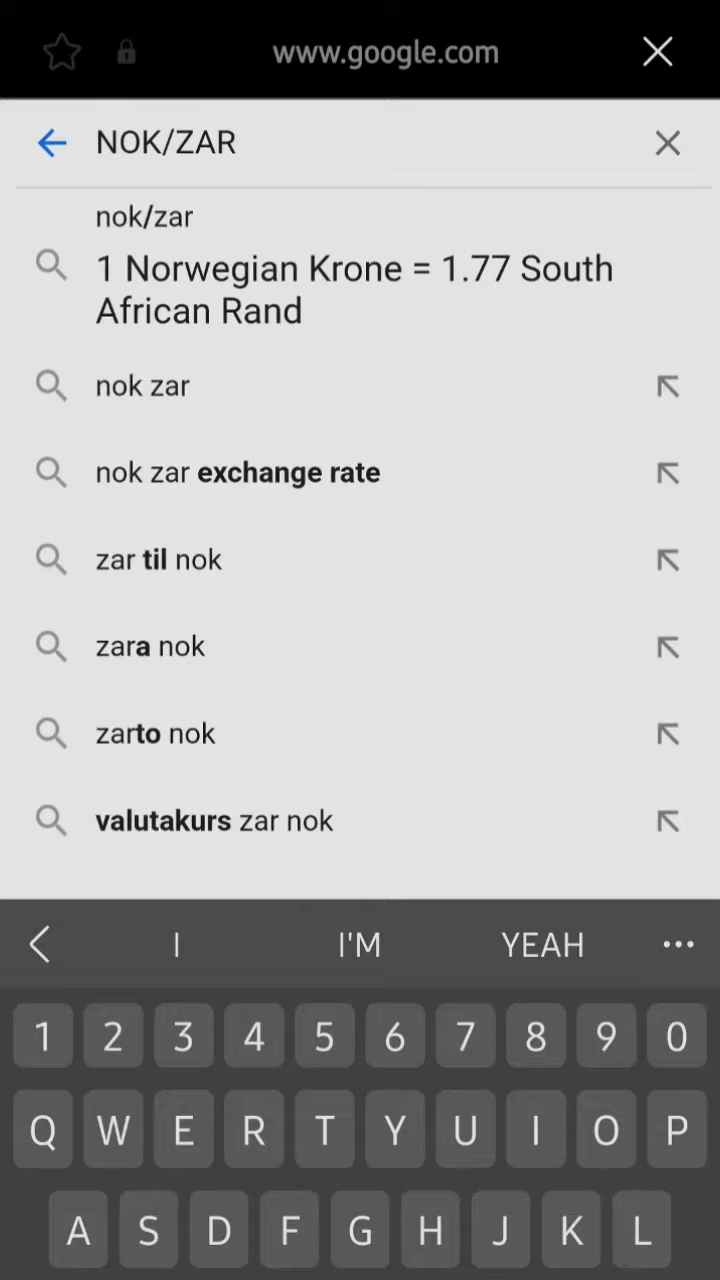 www.google.com
NOK/ZAR
nok/zar
1 Norwegian Krone = 1.77 South
African Rand
nok zar
nok zar exchange rate
zar til nok
zara nok
zarto nok
valutakurs zar nok
I I'M YEAH
1 2 3 4 5 6 7 8 9 0
Q W E R T Y U I O P
A S D F G H J K L